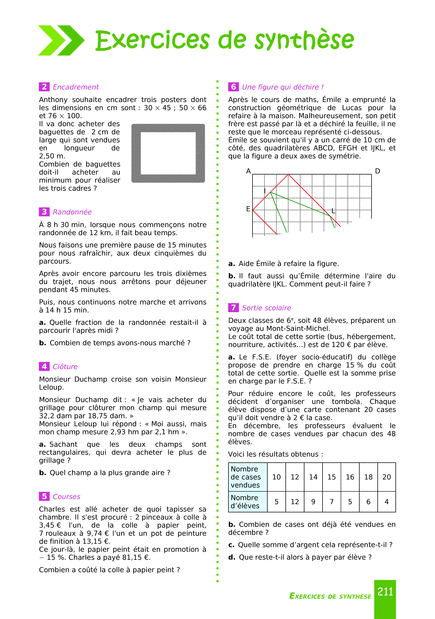 Exercices de synthèse
2 Encadrement
Anthony souhaite encadrer trois posters dont
les dimensions en cm sont : 30 × 45 ; 50 × 66
et 76 × 100.
Il va donc acheter des
baguettes de 2 cm de
large qui sont vendues
en longueur de
2,50 m.
Combien de baguettes
doit-il acheter au
minimum pour réaliser
les trois cadres ?
3 Randonnée
À 8 h 30 min, lorsque nous commençons notre
randonnée de 12 km, il fait beau temps.
Nous faisons une première pause de 15 minutes
pour nous rafraîchir, aux deux cinquièmes du
parcours.
Après avoir encore parcouru les trois dixièmes
du trajet, nous nous arrêtons pour déjeuner
pendant 45 minutes.
Puis, nous continuons notre marche et arrivons
à 14 h 15 min.
a. Quelle fraction de la randonnée restait-il à
parcourir l'après midi ?
b. Combien de temps avons-nous marché ?
4 Clôture
Monsieur Duchamp croise son voisin Monsieur
Leloup.
Monsieur Duchamp dit : « Je vais acheter du
grillage pour clôturer mon champ qui mesure
32,2 dam par 18,75 dam. »
Monsieur Leloup lui répond : « Moi aussi, mais
mon champ mesure 2,93 hm par 2,1 hm ».
a. Sachant que les deux champs sont
rectangulaires, qui devra acheter le plus de
grillage ?
b. Quel champ a la plus grande aire ?
5 Courses
Charles est allé acheter de quoi tapisser sa
chambre. Il s'est procuré : 2 pinceaux à colle à
3,45 € l'un, de la colle à papier peint,
7 rouleaux à 9,74 € l'un et un pot de peinture
de finition à 13,15 €.
Ce jour-là, le papier peint était en promotion à
− 15 %. Charles a payé 81,15 €.
Combien a coûté la colle à papier peint ?
6 Une figure qui déchire !
Après le cours de maths, Émile a emprunté la
construction géométrique de Lucas pour la
refaire à la maison. Malheureusement, son petit
frère est passé par là et a déchiré la feuille, il ne
reste que le morceau représenté ci-dessous.
Émile se souvient qu'il y a un carré de 10 cm de
côté, des quadrilatères ABCD, EFGH et IJKL, et
que la figure a deux axes de symétrie.
A
D
I
E
L
a. Aide Émile à refaire la figure.
b. Il faut aussi qu'Émile détermine l'aire du
quadrilatère IJKL. Comment peut-il faire ?
7 Sortie scolaire
Deux classes de 6e, soit 48 élèves, préparent un
voyage au Mont-Saint-Michel.
Le coût total de cette sortie (bus, hébergement,
nourriture, activités...) est de 120 € par élève.
a. Le F.S.E. (foyer socio-éducatif) du collège
propose de prendre en charge 15 % du coût
total de cette sortie. Quelle est la somme prise
en charge par le F.S.E. ?
Pour réduire encore le coût, les professeurs
décident d'organiser une tombola. Chaque
élève dispose d'une carte contenant 20 cases
qu'il doit vendre à 2 € la case.
En décembre, les professeurs évaluent le
nombre de cases vendues par chacun des 48
élèves.
Voici les résultats obtenus :
Nombre de cases vendues 10 12 14 15 16 18 20
Nombre d'élèves 5 12 9 7 5 6 4
b. Combien de cases ont déjà été vendues en
décembre ?
c. Quelle somme d'argent cela représente-t-il ?
d. Que reste-t-il alors à payer par élève ?
EXERCICES DE SYNTHÈSE 211